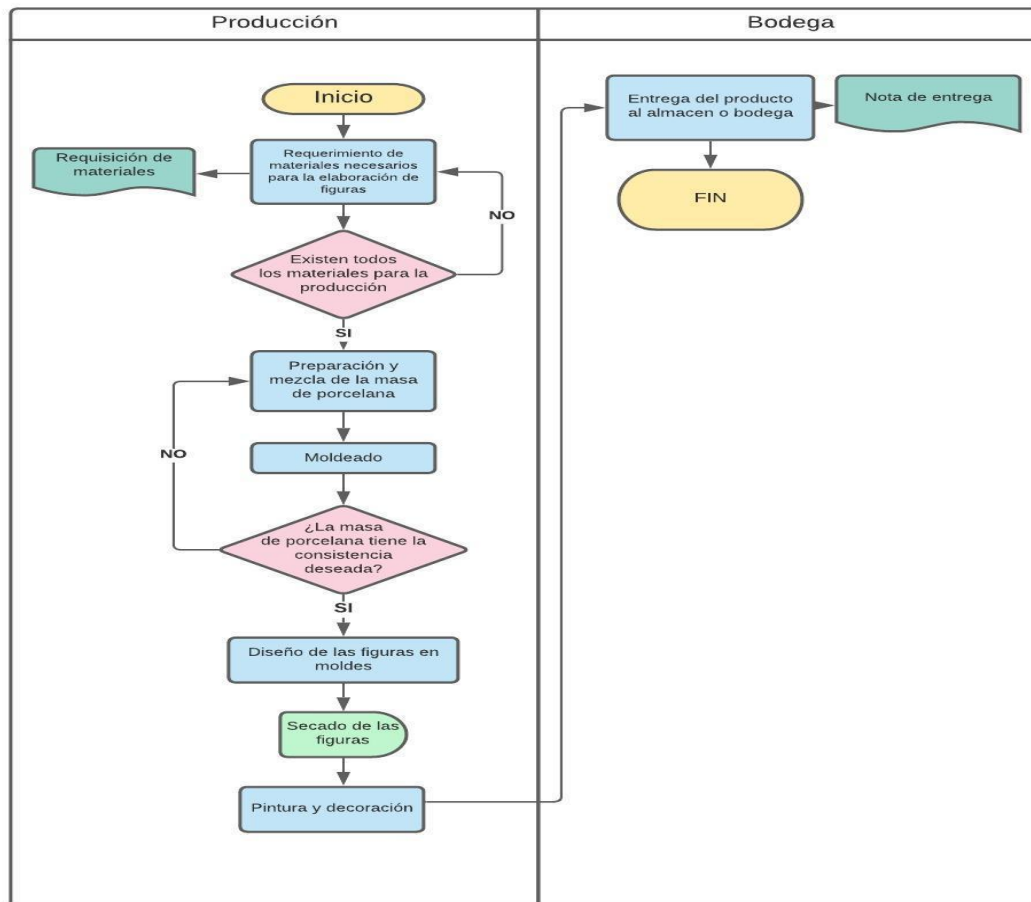 Producción
Bodega
Inicio
Requerimiento de
materiales necesarios
para la elaboración de
figuras
Requisición de
materiales
NO
Existen todos
los materiales para la
producción
SI
Preparación y
mezcla de la masa
de porcelana
NO
Moldeado
¿La masa
de porcelana tiene la
consistencia
deseada?
SI
Diseño de las figuras en
moldes
Secado de las
figuras
Pintura y decoración
Entrega del producto
al almacen o bodega
Nota de entrega
FIN